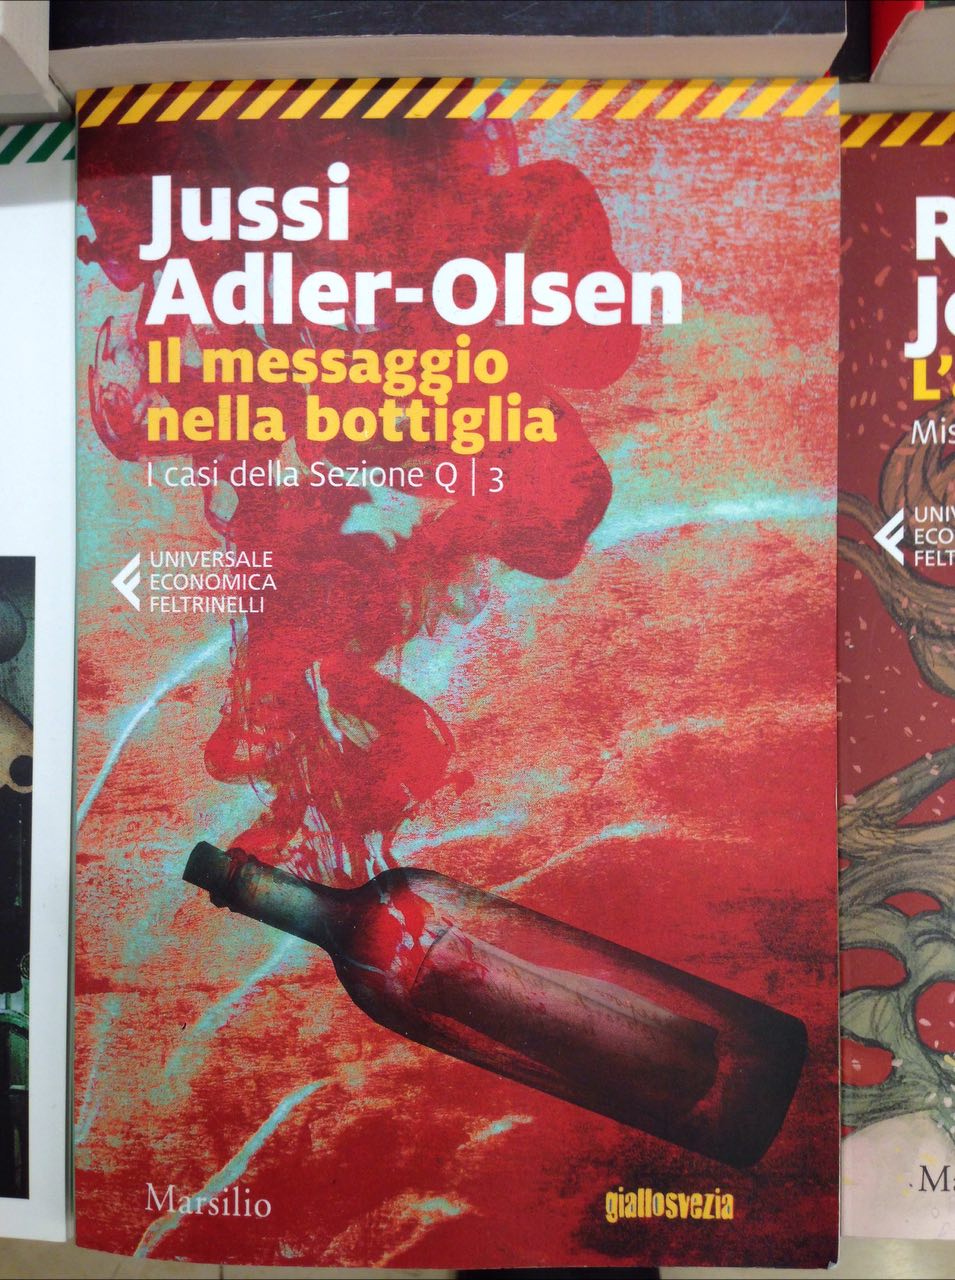 Jussi
Adler-Olsen
Il messaggio
nella bottiglia
I casi della Sezione Q | 3
UNIVERSALE
ECONOMICA
FELTRINELLI
Marsilio
giallosvezia